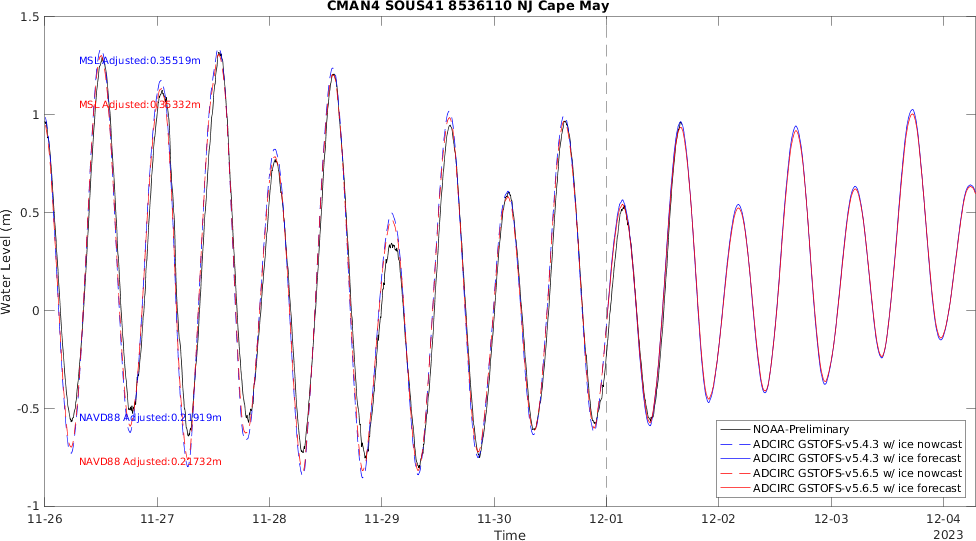 CMAN4 SOUS41 8536110 NJ Cape May
1.5
MSL Adjusted:0.35519m
MSL Adjusted:0.35332m
1
0.5
Water Level (m)
0
-0.5
NAVD88 Adjusted:0.21919m
NAVD88 Adjusted:0.21732m
-1
NOAA-Preliminary
ADCIRC GSTOFS-v5.4.3 w/ ice nowcast
ADCIRC GSTOFS-v5.4.3 w/ ice forecast
ADCIRC GSTOFS-v5.6.5 w/ ice nowcast
ADCIRC GSTOFS-v5.6.5 w/ ice forecast
11-26 11-27 11-28 11-29 11-30 12-01 12-02 12-03 12-04
Time
2023